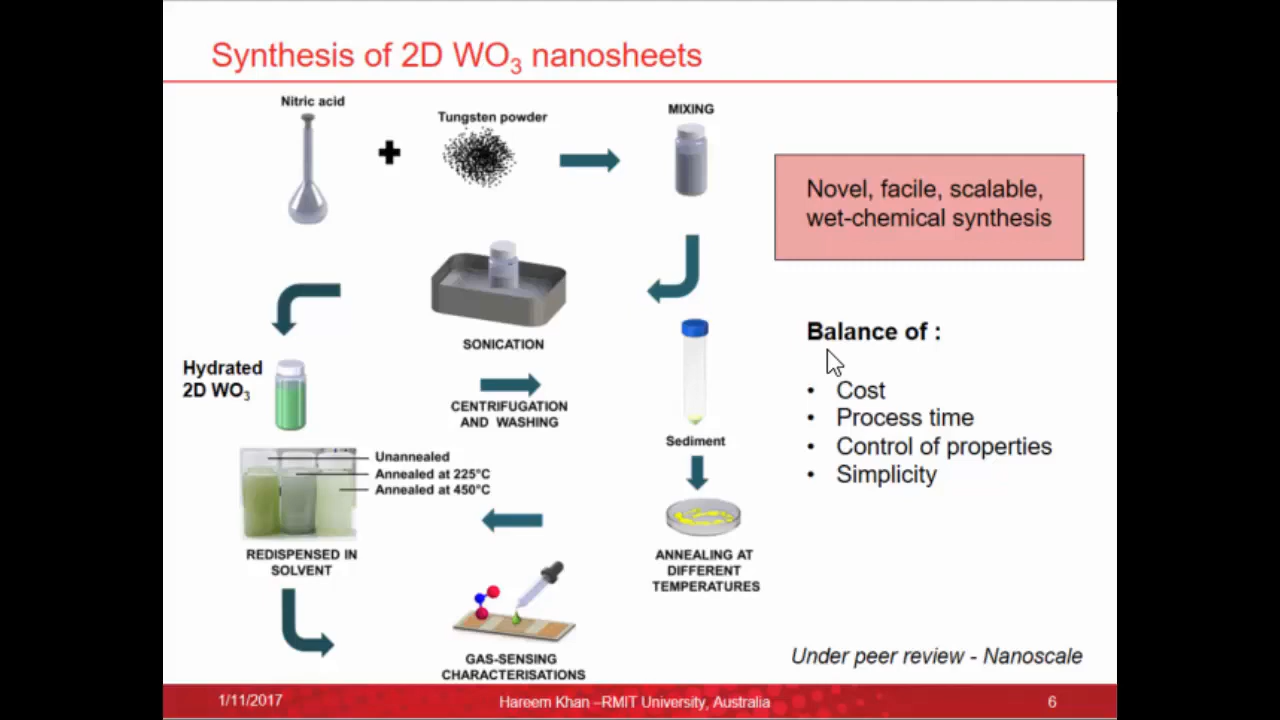 Synthesis of 2D WO₃ nanosheets
Nitric acid
Tungsten powder
MIXING
Novel, facile, scalable,
wet-chemical synthesis
SONICATION
Hydrated
2D WO₃
CENTRIFUGATION
AND WASHING
Sediment
Balance of :
• Cost
• Process time
• Control of properties
• Simplicity
Unannealed
Annealed at 225°C
Annealed at 450°C
REDISPENSED IN
SOLVENT
ANNEALING AT
DIFFERENT
TEMPERATURES
GAS-SENSING
CHARACTERISATIONS
Under peer review - Nanoscale
1/11/2017
Hareem Khan –RMIT University, Australia
6